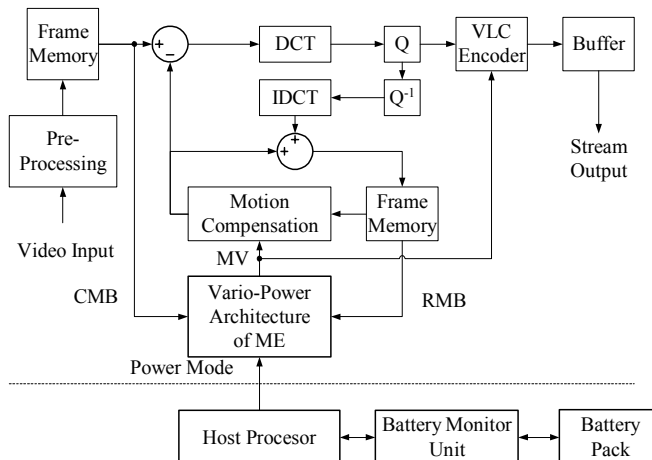 Frame
Memory
+
−
DCT
Q
VLC
Encoder
Buffer
IDCT
Q-1
Pre-
Processing
+
+
Stream
Output
Motion
Compensation
Frame
Memory
Video Input
MV
CMB
Vario-Power
Architecture
of ME
RMB
Power Mode
Host Procesor
Battery Monitor
Unit
Battery
Pack